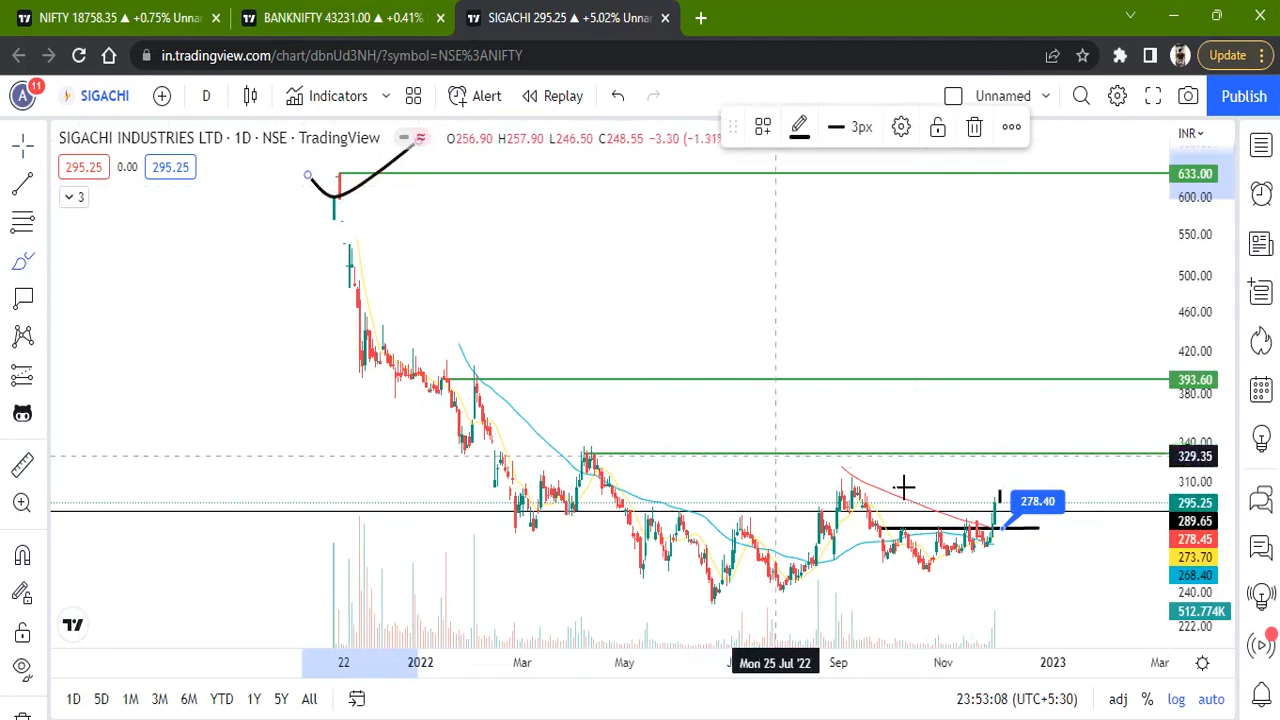 NIFTY 18758.35 ▲ +0.75% Unna
BANKNIFTY 43231.00 ▲ +0.41%
SIGACHI 295.25 ▲ +5.02% Unna
in.tradingview.com/chart/dbnUd3NH/?symbol=NSE%3ANIFTY
Update
A 11
SIGACHI
D
Indicators
Alert
Replay
Unnamed
Publish
3px
SIGACHI INDUSTRIES LTD · 1D · NSE · TradingView
O256.90 H257.90 L246.50 C248.55 −3.30 (−1.31%
INR
295.25 0.00 295.25
3
633.00
600.00
550.00
500.00
460.00
420.00
393.60
380.00
340.00
329.35
310.00
278.40
295.25
289.65
278.45
273.70
268.40
240.00
512.774K
222.00
22
2022
Mar
May
Mon 25 Jul '22
Sep
Nov
2023
Mar
1D 5D 1M 3M 6M YTD 1Y 5Y All
23:53:08 (UTC+5:30)
adj % log auto